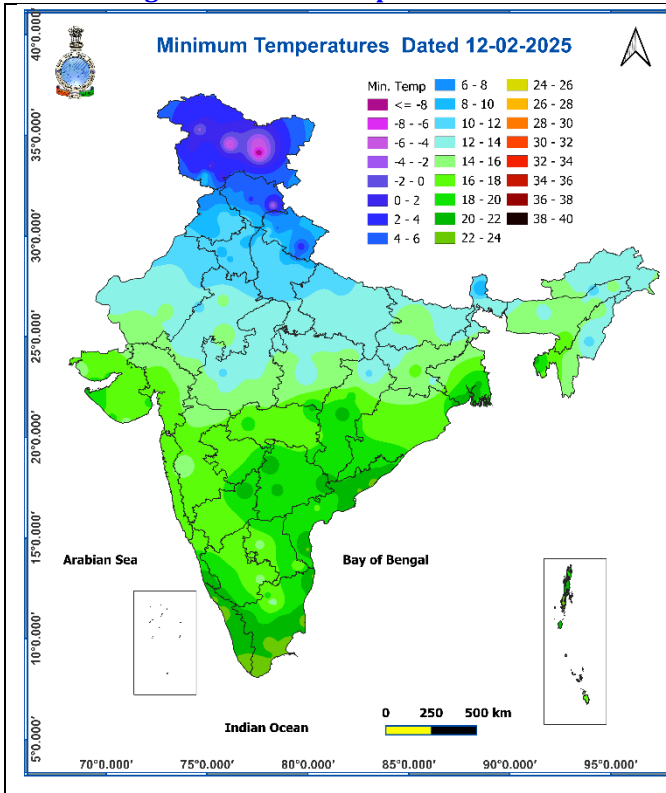 Minimum Temperatures Dated 12-02-2025
40°0.000'
35°0.000'
30°0.000'
25°0.000'
20°0.000'
15°0.000'
10°0.000'
5°0.000'
Min. Temp
<= -8
-8 - -6
-6 - -4
-4 - -2
-2 - 0
0 - 2
2 - 4
4 - 6
6 - 8
8 - 10
10 - 12
12 - 14
14 - 16
16 - 18
18 - 20
20 - 22
22 - 24
24 - 26
26 - 28
28 - 30
30 - 32
32 - 34
34 - 36
36 - 38
38 - 40
Arabian Sea
Bay of Bengal
Indian Ocean
0 250 500 km
70°0.000' 75°0.000' 80°0.000' 85°0.000' 90°0.000' 95°0.000'